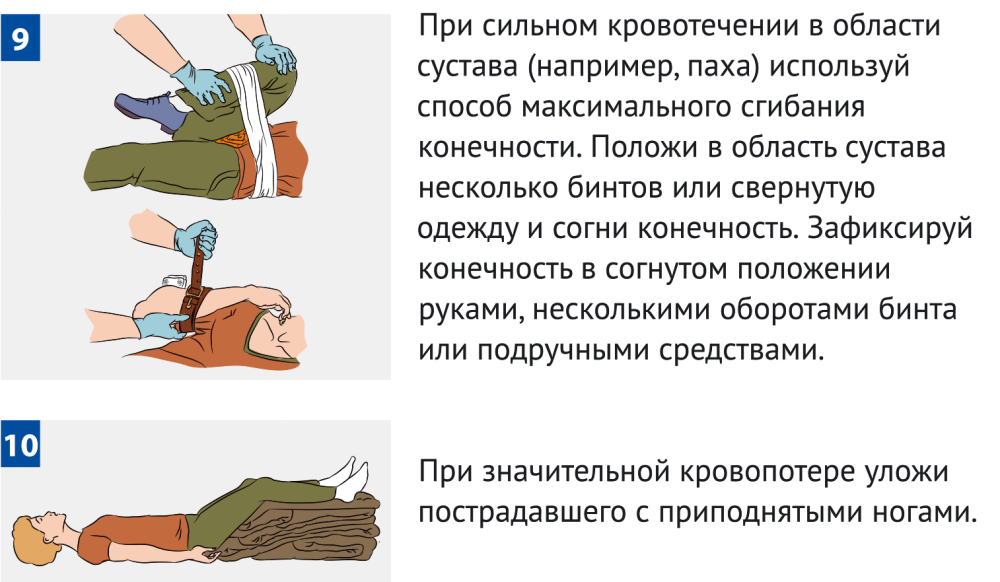 9
При сильном кровотечении в области
сустава (например, паха) используй
способ максимального сгибания
конечности. Положи в область сустава
несколько бинтов или свернутую
одежду и согни конечность. Зафиксируй
конечность в согнутом положении
руками, несколькими оборотами бинта
или подручными средствами.
10
При значительной кровопотере уложи
пострадавшего с приподнятыми ногами.